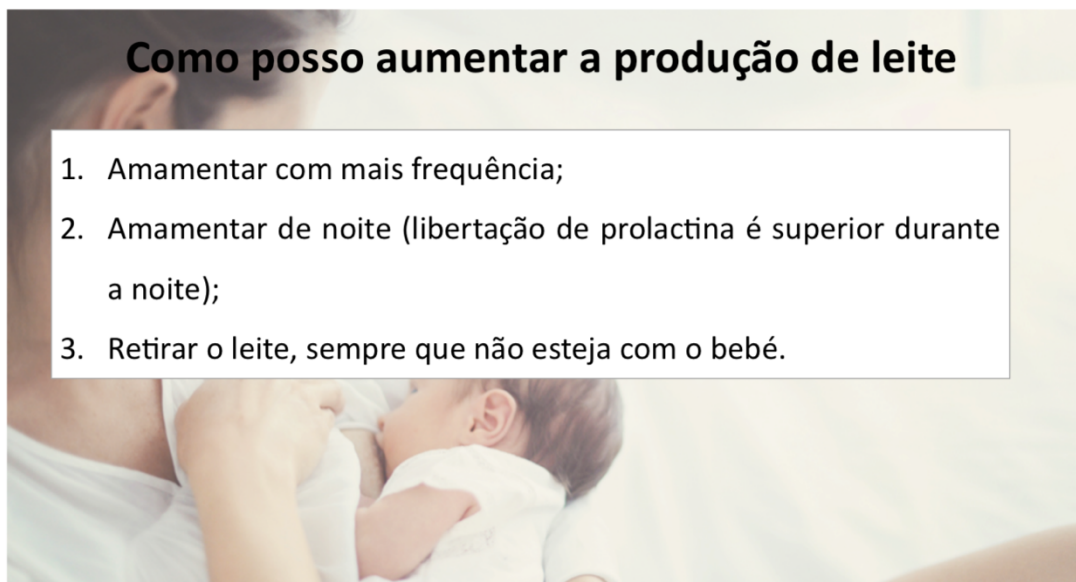 Como posso aumentar a produção de leite
1. Amamentar com mais frequência;
2. Amamentar de noite (libertação de prolactina é superior durante
a noite);
3. Retirar o leite, sempre que não esteja com o bebé.